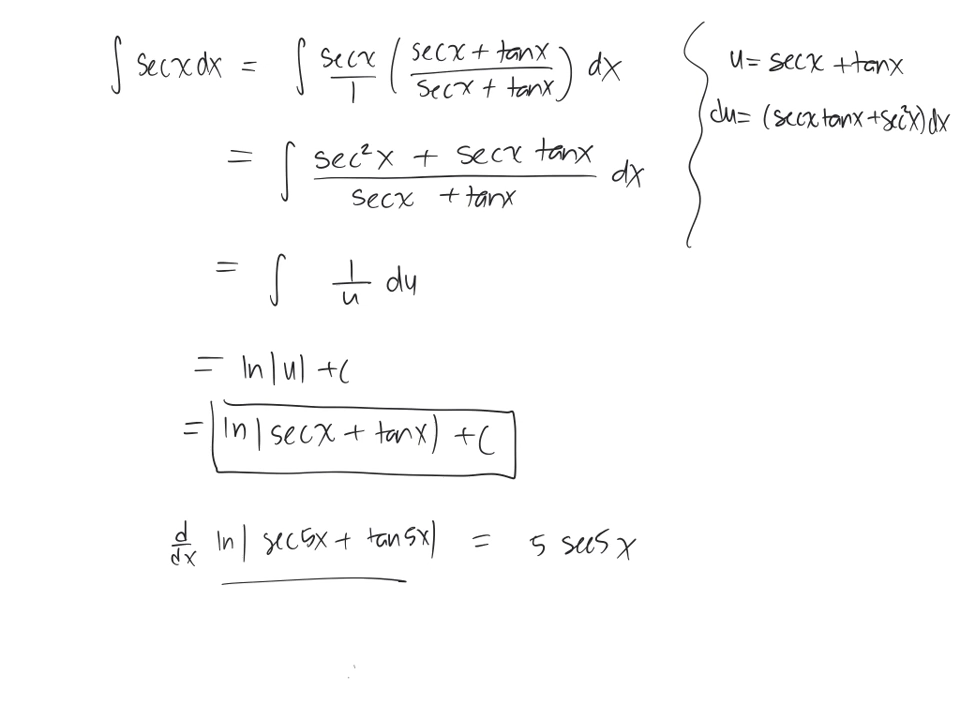 ∫ secx dx = ∫ secx/1 ( (secx + tanx)/(secx + tanx) ) dx
u = secx + tanx
du = (secx tanx + sec²x) dx
= ∫ (sec²x + secx tanx)/(secx + tanx) dx
= ∫ 1/u du
= ln|u| + C
= ln|secx + tanx| + C
d/dx ln|sec5x + tan5x| = 5 sec5x